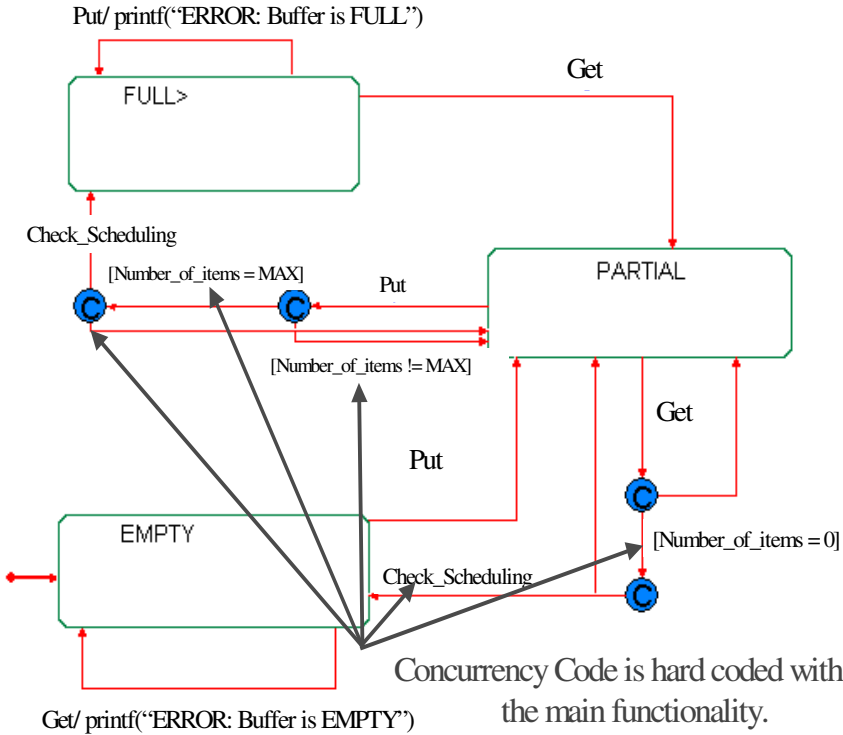 Put/ printf(“ERROR: Buffer is FULL”)
Get
FULL>
Check_Scheduling
[Number_of_items = MAX]
Put
PARTIAL
C
C
[Number_of_items != MAX]
Get
Put
C
EMPTY
[Number_of_items = 0]
Check_Scheduling
C
Concurrency Code is hard coded with
the main functionality.
Get/ printf(“ERROR: Buffer is EMPTY”)